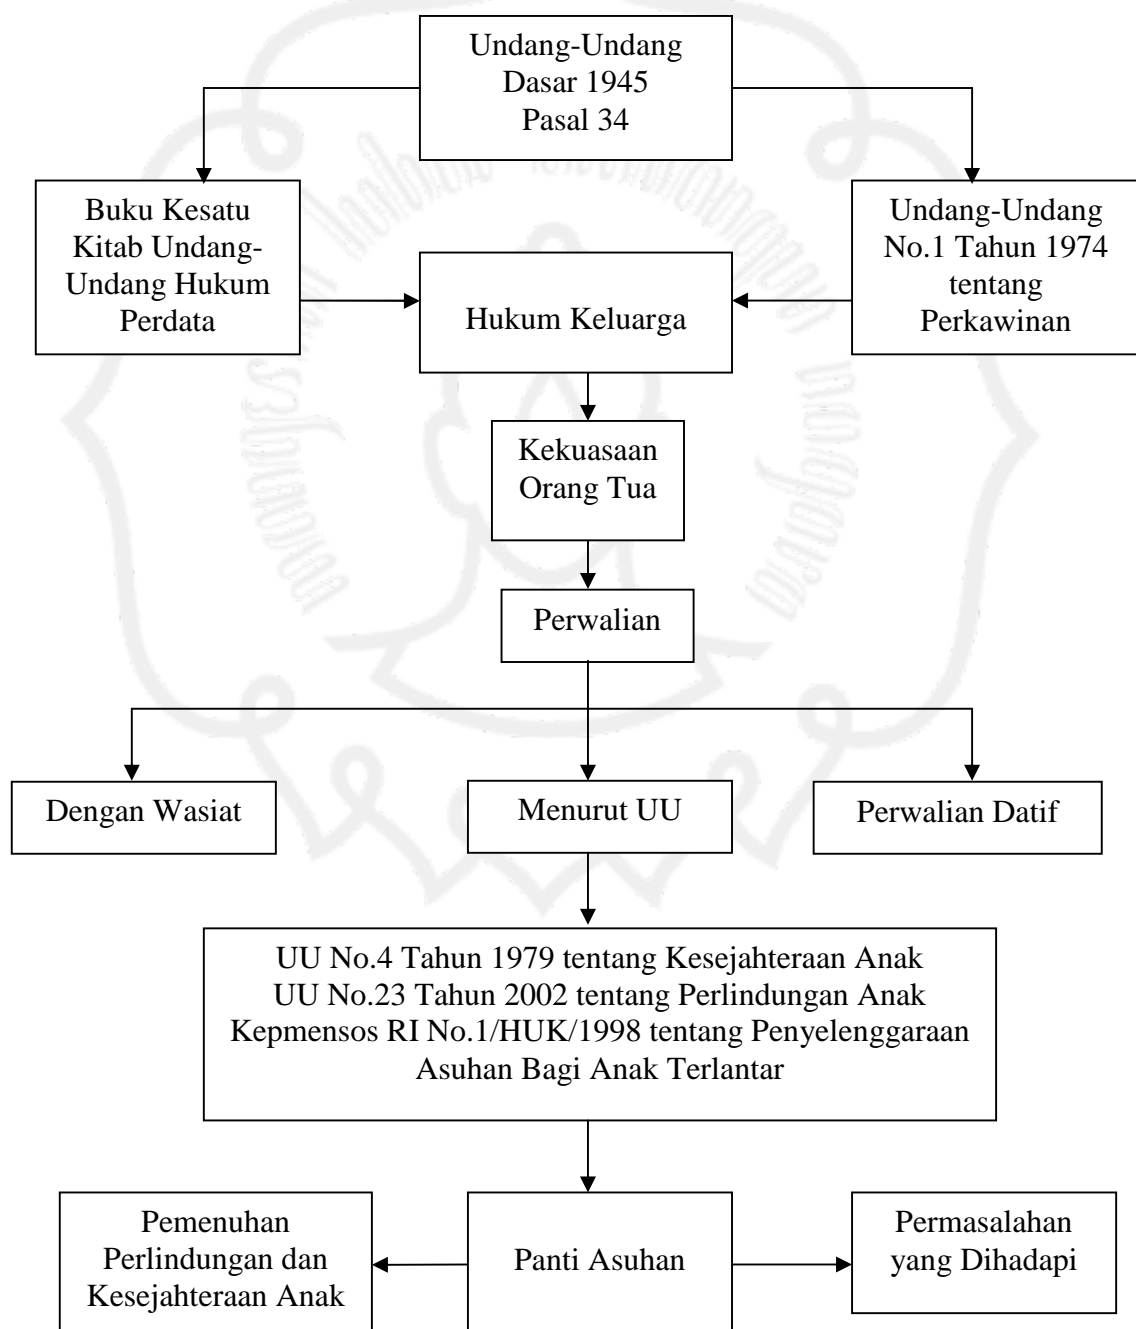 Undang-Undang
Dasar 1945
Pasal 34
Buku Kesatu
Kitab Undang-
Undang Hukum
Perdata
Undang-Undang
No.1 Tahun 1974
tentang
Perkawinan
Hukum Keluarga
Kekuasaan
Orang Tua
Perwalian
Dengan Wasiat
Menurut UU
Perwalian Datif
UU No.4 Tahun 1979 tentang Kesejahteraan Anak
UU No.23 Tahun 2002 tentang Perlindungan Anak
Kepmensos RI No.1/HUK/1998 tentang Penyelenggaraan
Asuhan Bagi Anak Terlantar
Pemenuhan
Perlindungan dan
Kesejahteraan Anak
Panti Asuhan
Permasalahan
yang Dihadapi